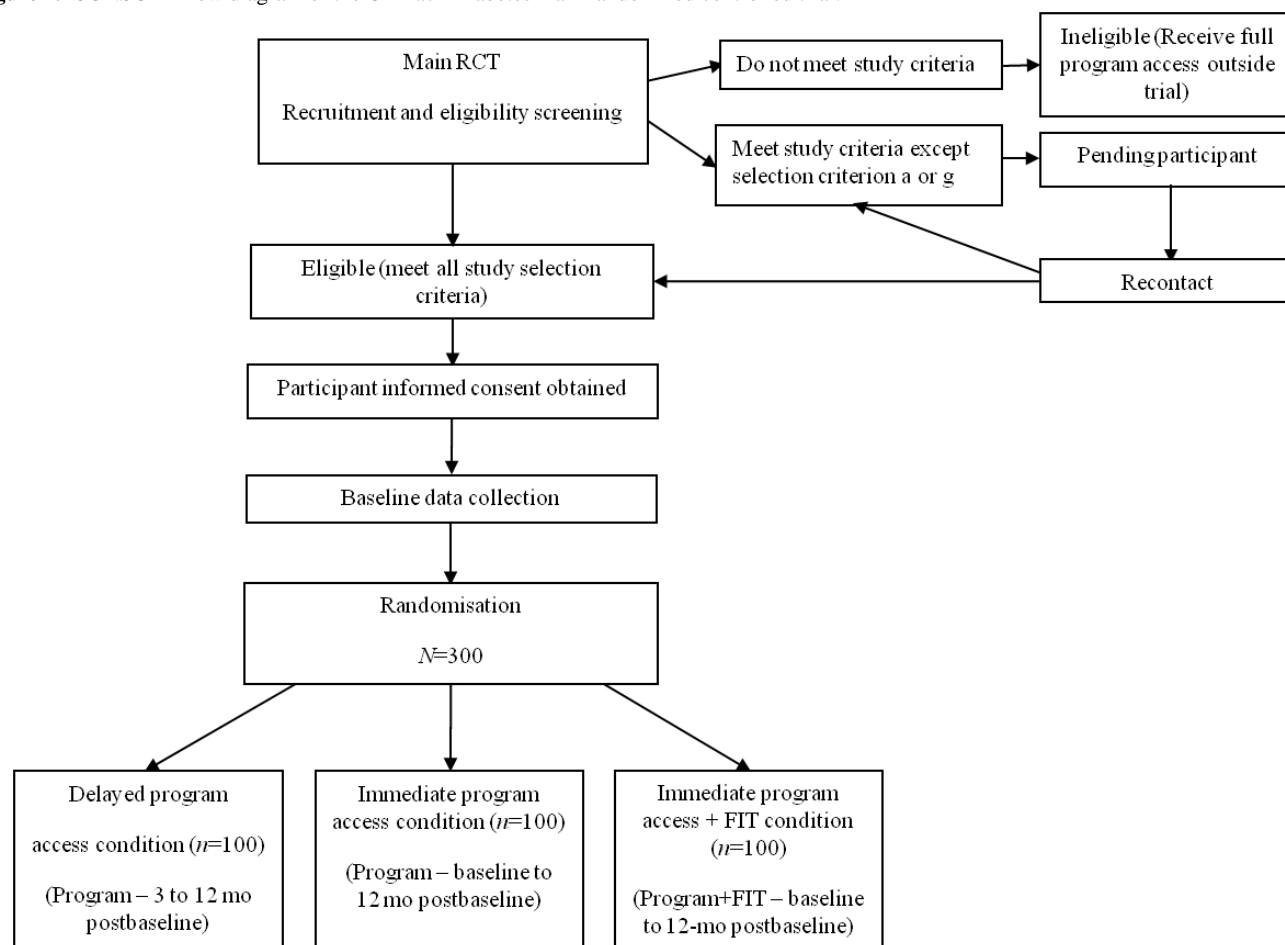 Main RCT
Recruitment and eligibility screening
Do not meet study criteria
Ineligible (Receive full
program access outside
trial)
Meet study criteria except
selection criterion a or g
Pending participant
Recontact
Eligible (meet all study selection
criteria)
Participant informed consent obtained
Baseline data collection
Randomisation
N=300
Delayed program
access condition (n=100)
(Program – 3 to 12 mo
postbaseline)
Immediate program
access condition (n=100)
(Program – baseline to
12 mo postbaseline)
Immediate program
access + FIT condition
(n=100)
(Program+FIT – baseline
to 12-mo postbaseline)